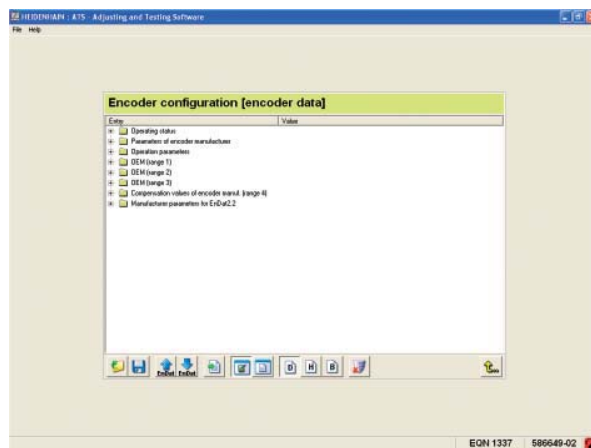 HEIDENHAIN : ATS - Adjusting and Testing Software
File Help
Encoder configuration [encoder data]
Entry Value
Operating status
Parameters of encoder manufacturer
Operation parameters
OEM (range 1)
OEM (range 2)
OEM (range 3)
Compensation values of encoder manuf. (range 4)
Manufacturer parameters for EnDat2.2
EnDat EnDat D H B
EQN 1337 586649-02